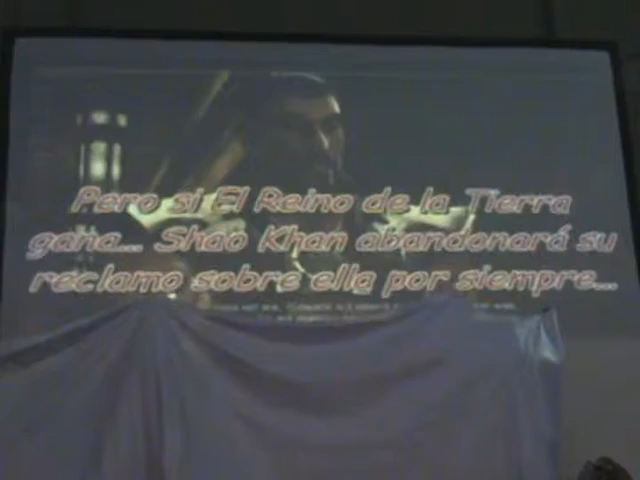 Pero si El Reino de la Tierra
gana... Shao Khan abandonará su
reclamo sobre ella por siempre...